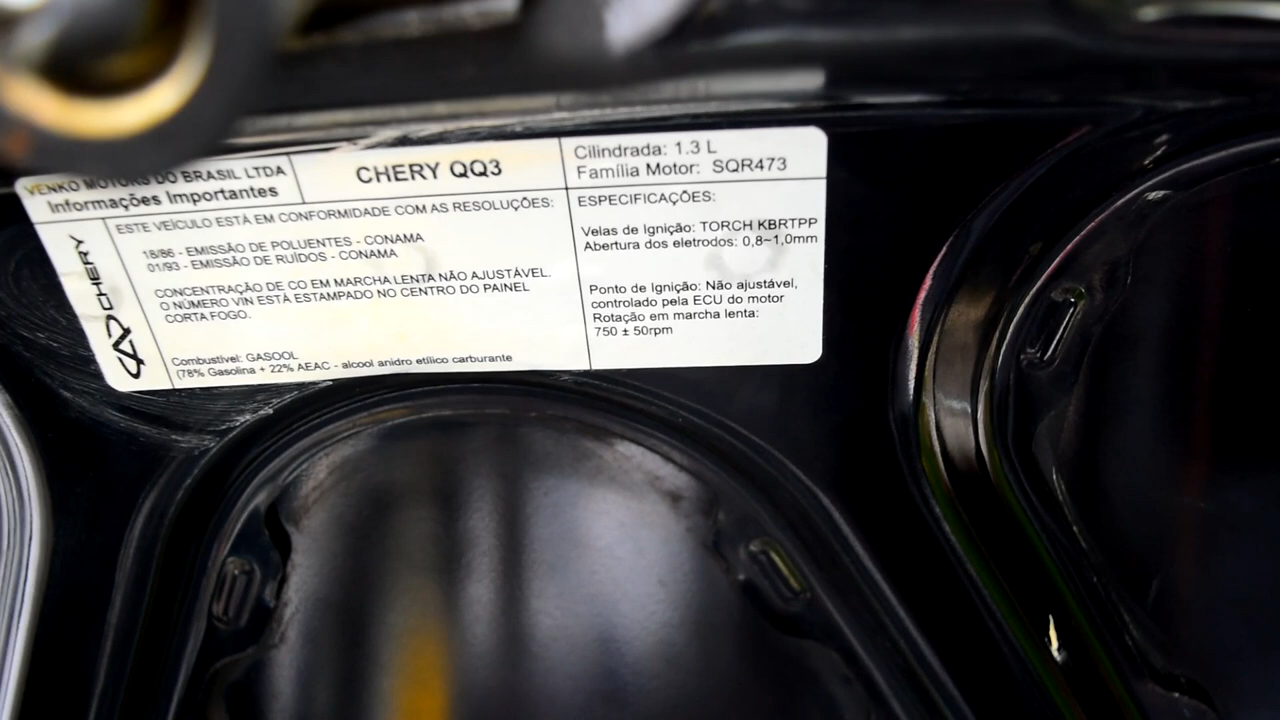 VENKO MOTORS DO BRASIL LTDA
Informações Importantes
CHERY QQ3
Cilindrada: 1.3 L
Família Motor: SQR473
CHERY
ESTE VEÍCULO ESTÁ EM CONFORMIDADE COM AS RESOLUÇÕES:
18/86 - EMISSÃO DE POLUENTES - CONAMA
01/93 - EMISSÃO DE RUÍDOS - CONAMA
CONCENTRAÇÃO DE CO EM MARCHA LENTA NÃO AJUSTÁVEL.
O NÚMERO VIN ESTÁ ESTAMPADO NO CENTRO DO PAINEL
CORTA FOGO.
Combustível: GASOOL
(78% Gasolina + 22% AEAC - alcool anidro etílico carburante
ESPECIFICAÇÕES:
Velas de Ignição: TORCH KBRTPP
Abertura dos eletrodos: 0,8~1,0mm
Ponto de Ignição: Não ajustável,
controlado pela ECU do motor
Rotação em marcha lenta:
750 ± 50rpm